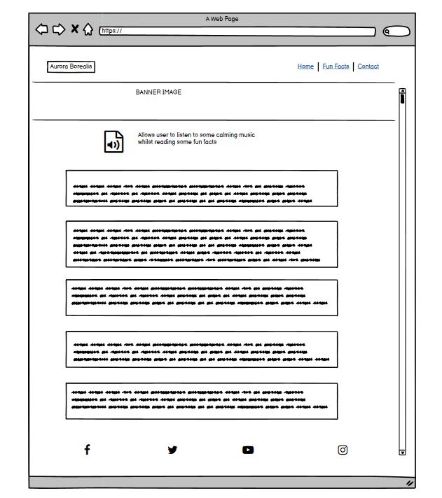 A Web Page
https://
Aurora Borealis
Home | Fun Facts | Contact
BANNER IMAGE
Allows user to listen to some calming music
whilst reading some fun facts